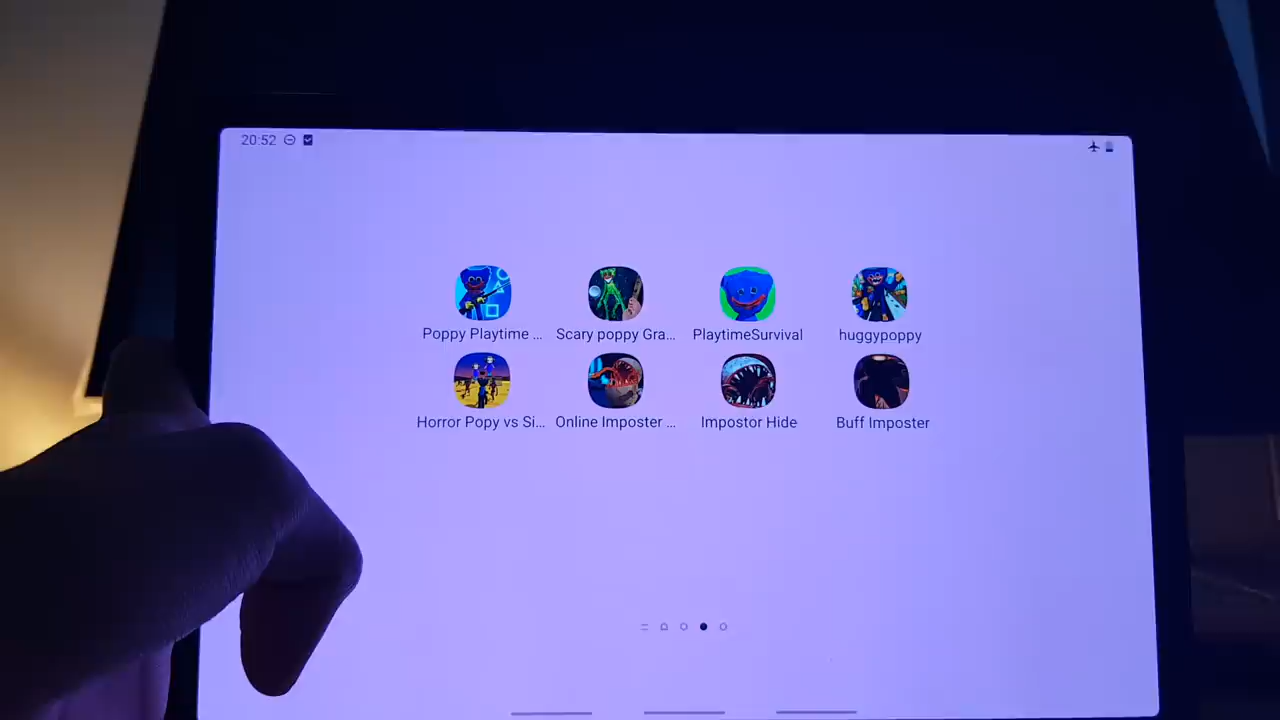 20:52
Poppy Playtime ... Scary poppy Gra... PlaytimeSurvival huggypoppy
Horror Popy vs Si... Online Imposter ... Impostor Hide Buff Imposter